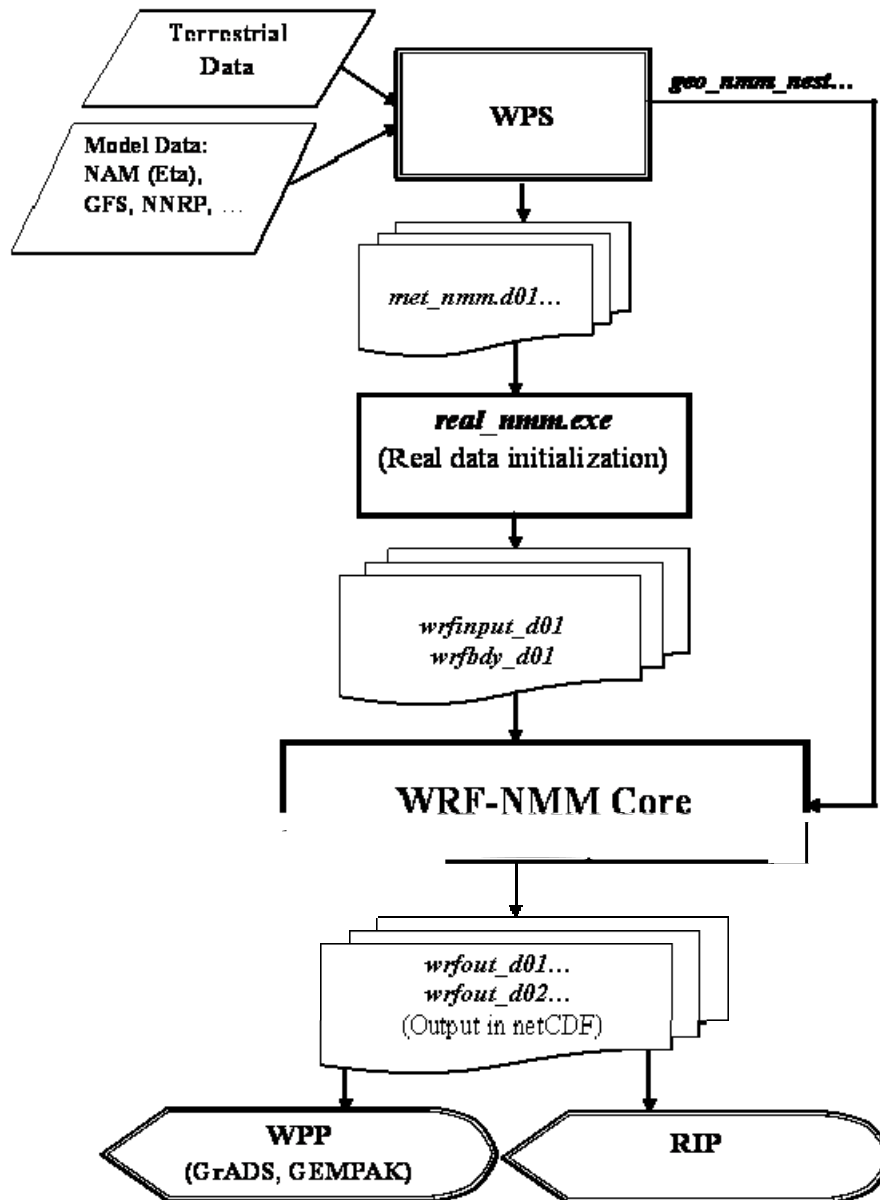 Terrestrial
Data
geo_nmm_nest...
WPS
Model Data:
NAM (Eta),
GFS, NNRP, ...
met_nmm.d01...
real_nmm.exe
(Real data initialization)
wrfinput_d01
wrfbdy_d01
WRF-NMM Core
wrfout_d01...
wrfout_d02...
(Output in netCDF)
WPP
(GrADS, GEMPAK)
RIP